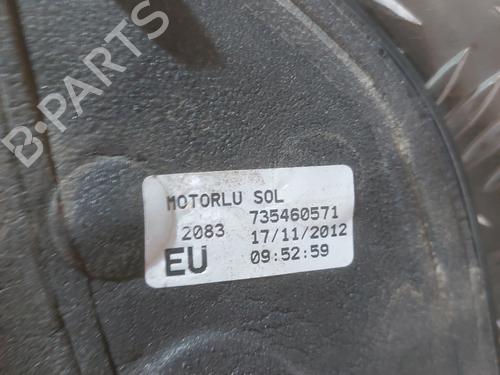 B-PARTS
MOTORLU SOL
2083 735460571
EU 17/11/2012
09:52:59